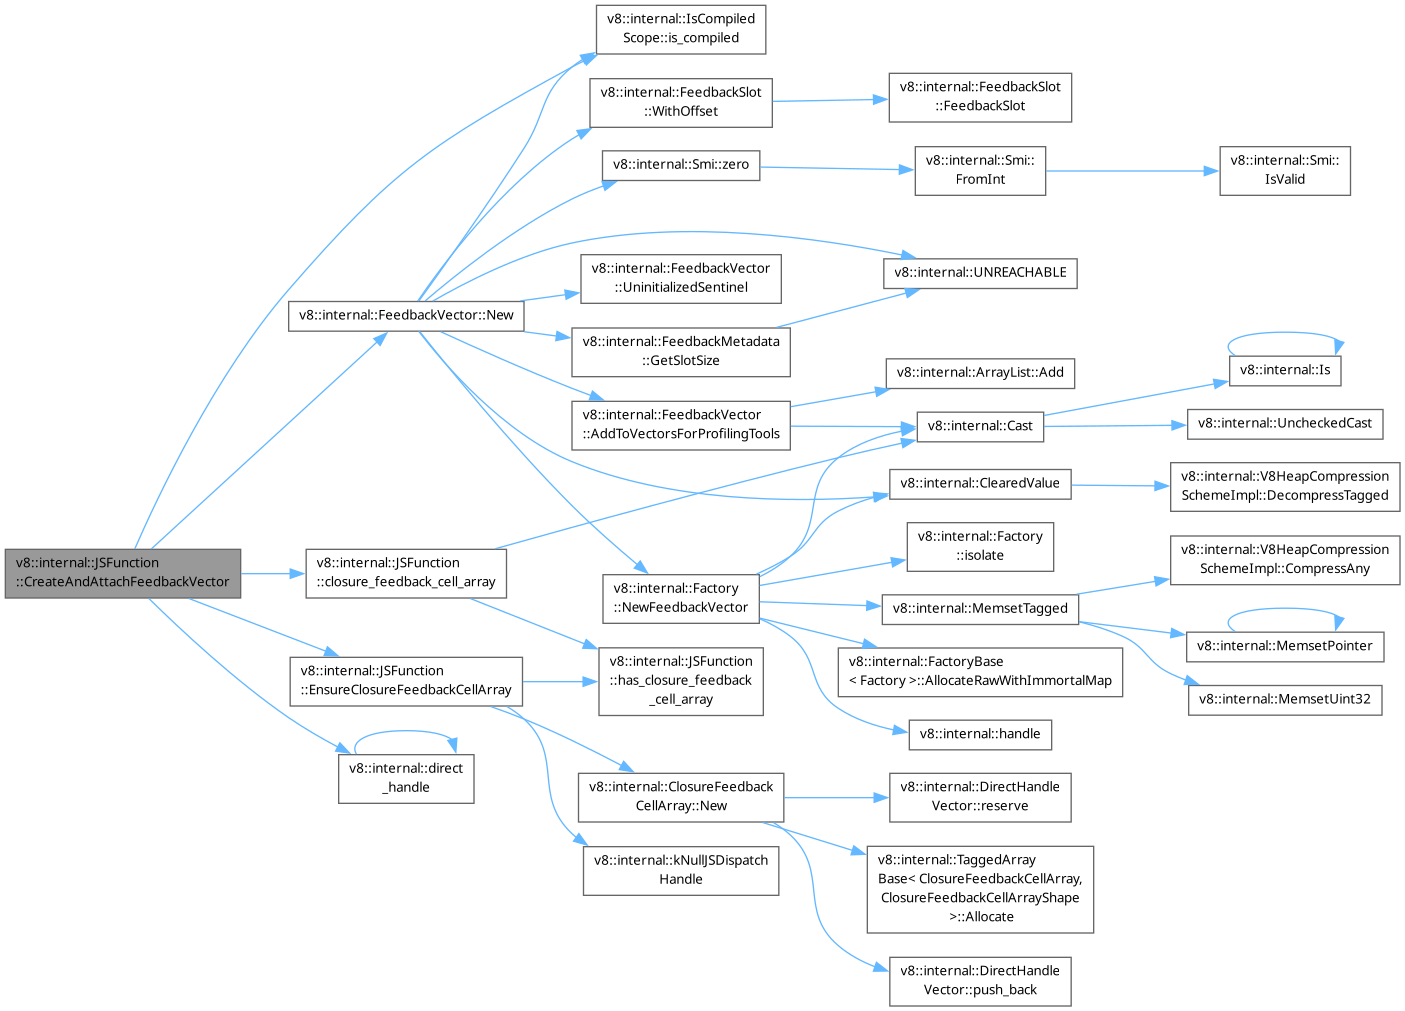 v8::internal::IsCompiled
Scope::is_compiled
v8::internal::FeedbackSlot
::WithOffset
v8::internal::FeedbackSlot
::FeedbackSlot
v8::internal::Smi::zero
v8::internal::Smi::
FromInt
v8::internal::Smi::
IsValid
v8::internal::FeedbackVector
::UninitializedSentinel
v8::internal::UNREACHABLE
v8::internal::FeedbackVector::New
v8::internal::FeedbackMetadata
::GetSlotSize
v8::internal::ArrayList::Add
v8::internal::Is
v8::internal::FeedbackVector
::AddToVectorsForProfilingTools
v8::internal::Cast
v8::internal::UncheckedCast
v8::internal::ClearedValue
v8::internal::V8HeapCompression
SchemeImpl::DecompressTagged
v8::internal::JSFunction
::CreateAndAttachFeedbackVector
v8::internal::JSFunction
::closure_feedback_cell_array
v8::internal::Factory
::isolate
v8::internal::V8HeapCompression
SchemeImpl::CompressAny
v8::internal::Factory
::NewFeedbackVector
v8::internal::MemsetTagged
v8::internal::MemsetPointer
v8::internal::JSFunction
::EnsureClosureFeedbackCellArray
v8::internal::JSFunction
::has_closure_feedback
_cell_array
v8::internal::FactoryBase
< Factory >::AllocateRawWithImmortalMap
v8::internal::MemsetUint32
v8::internal::handle
v8::internal::direct
_handle
v8::internal::ClosureFeedback
CellArray::New
v8::internal::DirectHandle
Vector::reserve
v8::internal::kNullJSDispatch
Handle
v8::internal::TaggedArray
Base< ClosureFeedbackCellArray,
ClosureFeedbackCellArrayShape
>::Allocate
v8::internal::DirectHandle
Vector::push_back